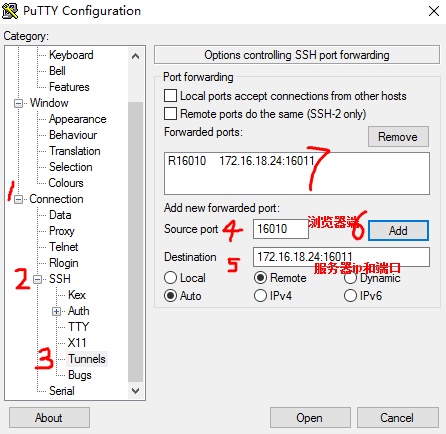 PuTTY Configuration
Category:
Keyboard
Bell
Features
Window
Appearance
Behaviour
Translation
Selection
Colours
1
Connection
Data
Proxy
Telnet
Rlogin
2
SSH
Kex
Auth
TTY
X11
3
Tunnels
Bugs
Serial
Options controlling SSH port forwarding
Port forwarding
Local ports accept connections from other hosts
Remote ports do the same (SSH-2 only)
Forwarded ports:
Remove
R16010 172.16.18.24:16011
7
Add new forwarded port:
Source port
4
16010
浏览器端
6
Add
Destination
5
172.16.18.24:16011
服务器ip和端口
Local
Remote
Dynamic
Auto
IPv4
IPv6
About
Open
Cancel